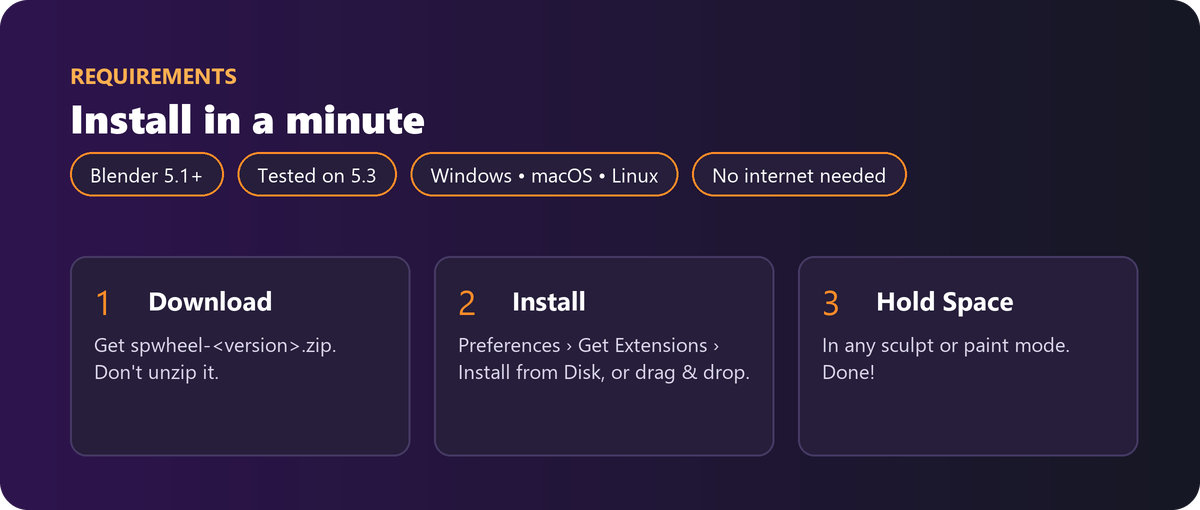 REQUIREMENTS
Install in a minute
Blender 5.1+
Tested on 5.3
Windows • macOS • Linux
No internet needed
1 Download
Get spwheel-<version>.zip.
Don't unzip it.
2 Install
Preferences › Get Extensions ›
Install from Disk, or drag & drop.
3 Hold Space
In any sculpt or paint mode.
Done!